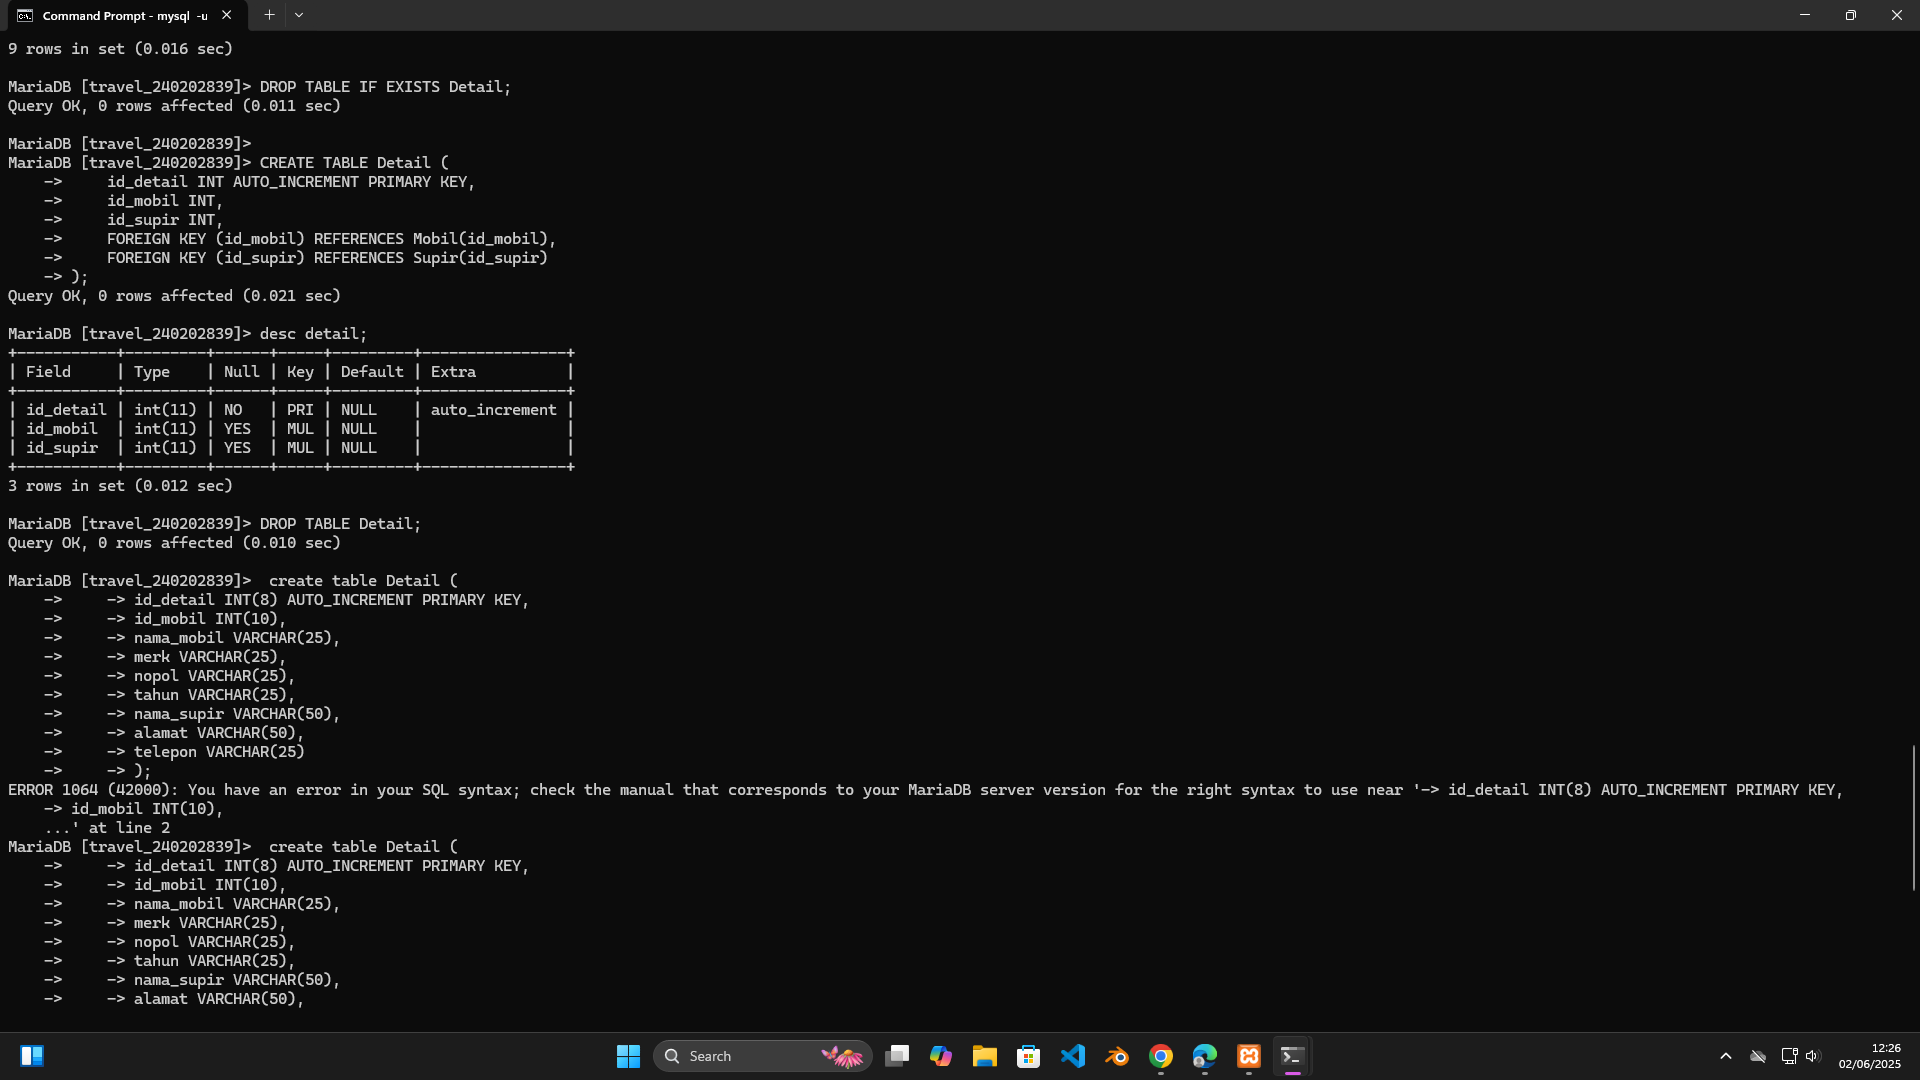 Command Prompt - mysql -u
9 rows in set (0.016 sec)
MariaDB [travel_240202839]> DROP TABLE IF EXISTS Detail;
Query OK, 0 rows affected (0.011 sec)
MariaDB [travel_240202839]>
MariaDB [travel_240202839]> CREATE TABLE Detail (
    ->     id_detail INT AUTO_INCREMENT PRIMARY KEY,
    ->     id_mobil INT,
    ->     id_supir INT,
    ->     FOREIGN KEY (id_mobil) REFERENCES Mobil(id_mobil),
    ->     FOREIGN KEY (id_supir) REFERENCES Supir(id_supir)
    -> );
Query OK, 0 rows affected (0.021 sec)
MariaDB [travel_240202839]> desc detail;
+-----------+---------+------+-----+---------+----------------+
| Field     | Type    | Null | Key | Default | Extra          |
+-----------+---------+------+-----+---------+----------------+
| id_detail | int(11) | NO   | PRI | NULL    | auto_increment |
| id_mobil  | int(11) | YES  | MUL | NULL    |                |
| id_supir  | int(11) | YES  | MUL | NULL    |                |
+-----------+---------+------+-----+---------+----------------+
3 rows in set (0.012 sec)
MariaDB [travel_240202839]> DROP TABLE Detail;
Query OK, 0 rows affected (0.010 sec)
MariaDB [travel_240202839]>  create table Detail (
    ->     -> id_detail INT(8) AUTO_INCREMENT PRIMARY KEY,
    ->     -> id_mobil INT(10),
    ->     -> nama_mobil VARCHAR(25),
    ->     -> merk VARCHAR(25),
    ->     -> nopol VARCHAR(25),
    ->     -> tahun VARCHAR(25),
    ->     -> nama_supir VARCHAR(50),
    ->     -> alamat VARCHAR(50),
    ->     -> telepon VARCHAR(25)
    ->     -> );
ERROR 1064 (42000): You have an error in your SQL syntax; check the manual that corresponds to your MariaDB server version for the right syntax to use near '-> id_detail INT(8) AUTO_INCREMENT PRIMARY KEY,
    -> id_mobil INT(10),
    ...' at line 2
MariaDB [travel_240202839]>  create table Detail (
    ->     -> id_detail INT(8) AUTO_INCREMENT PRIMARY KEY,
    ->     -> id_mobil INT(10),
    ->     -> nama_mobil VARCHAR(25),
    ->     -> merk VARCHAR(25),
    ->     -> nopol VARCHAR(25),
    ->     -> tahun VARCHAR(25),
    ->     -> nama_supir VARCHAR(50),
    ->     -> alamat VARCHAR(50),
Search
12:26
02/06/2025